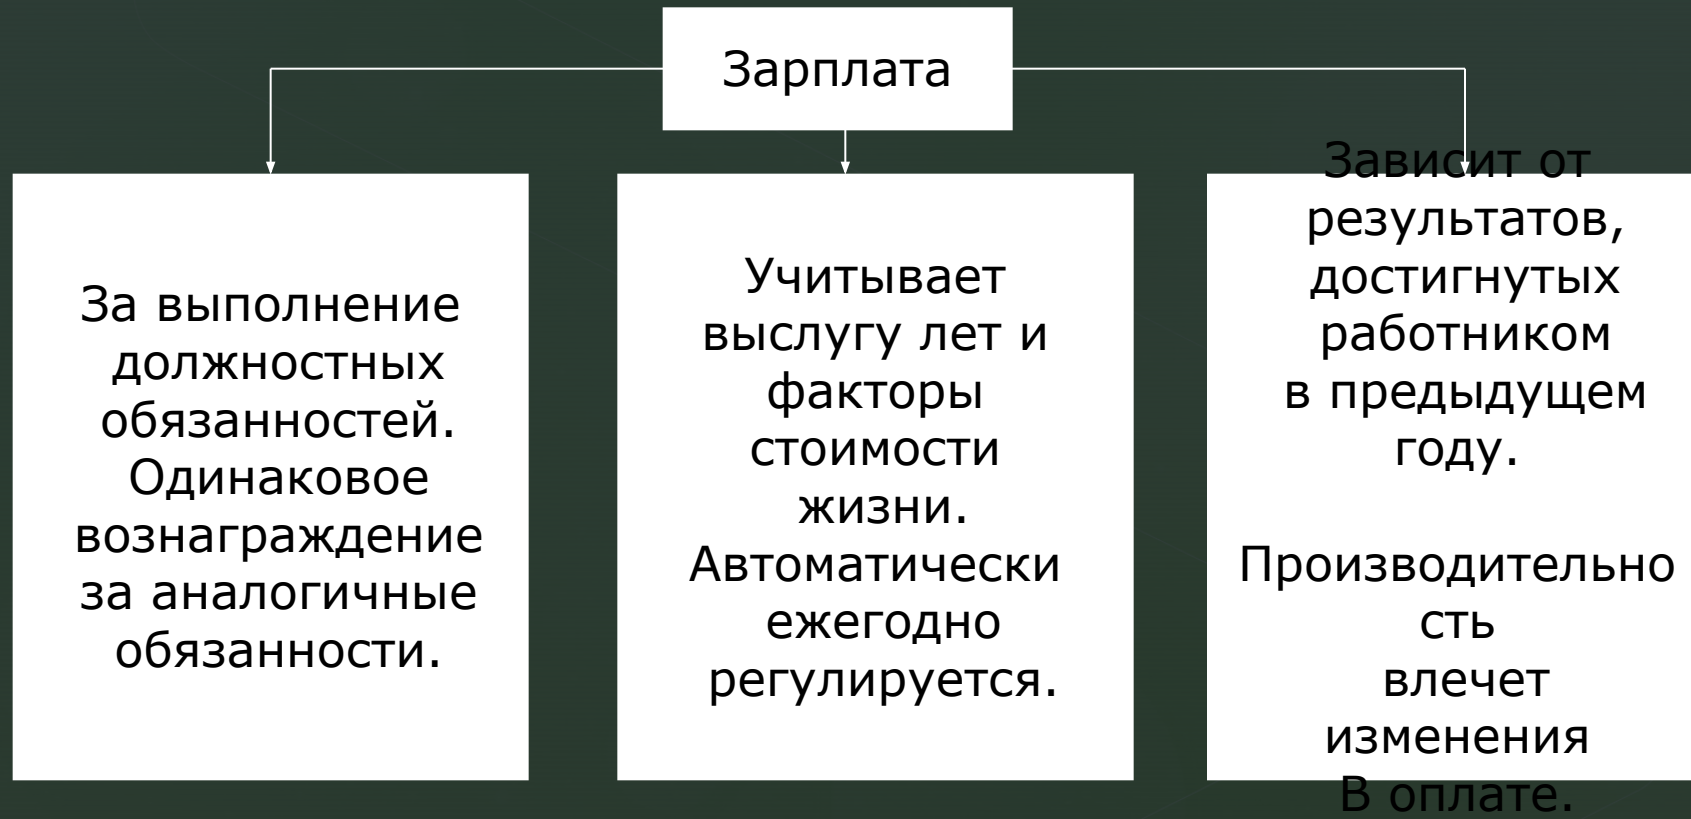 Зарплата
За выполнение
должностных
обязанностей.
Одинаковое
вознаграждение
за аналогичные
обязанности.
Учитывает
выслугу лет и
факторы
стоимости
жизни.
Автоматически
ежегодно
регулируется.
Зависит от
результатов,
достигнутых
работником
в предыдущем
году.
Производительно
сть
влечет
изменения
В оплате.